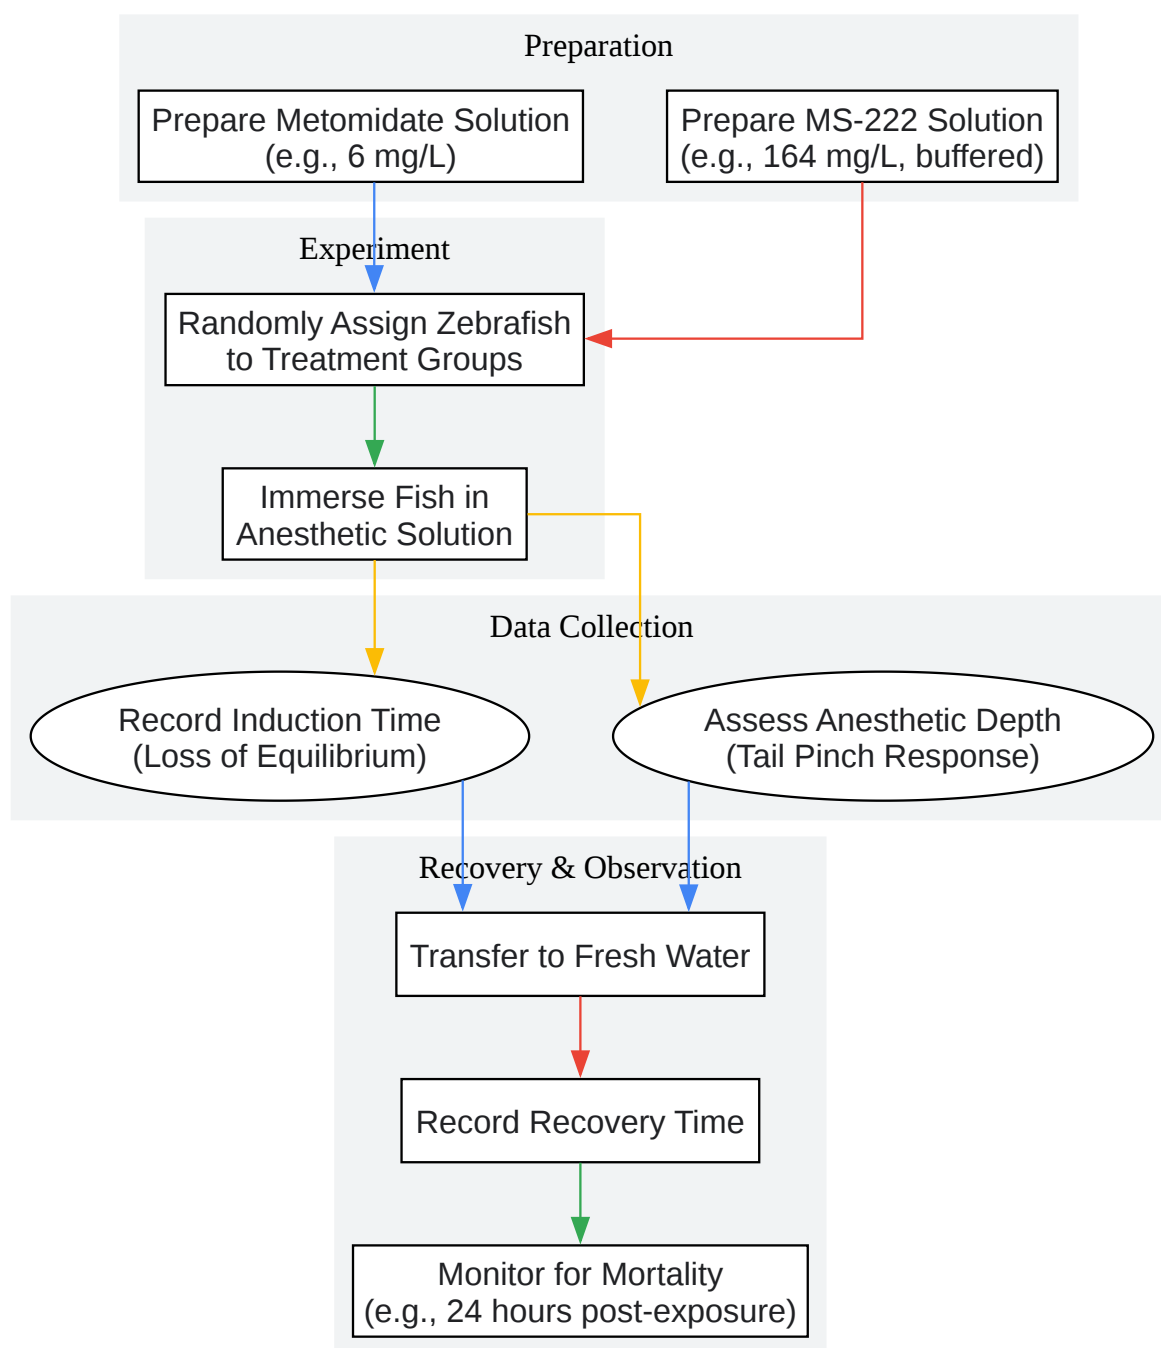 Preparation
Prepare Metomidate Solution
(e.g., 6 mg/L)
Prepare MS-222 Solution
(e.g., 164 mg/L, buffered)
Experiment
Randomly Assign Zebrafish
to Treatment Groups
Immerse Fish in
Anesthetic Solution
Data Collection
Record Induction Time
(Loss of Equilibrium)
Assess Anesthetic Depth
(Tail Pinch Response)
Recovery & Observation
Transfer to Fresh Water
Record Recovery Time
Monitor for Mortality
(e.g., 24 hours post-exposure)